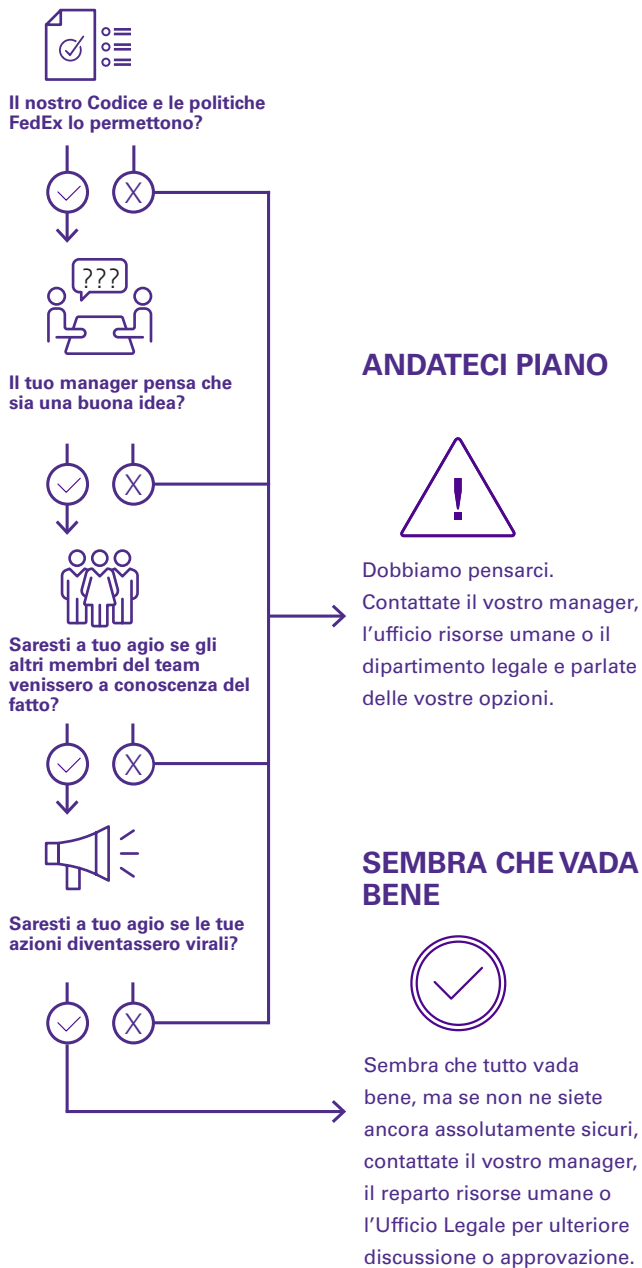 Il nostro Codice e le politiche
FedEx lo permettono?
X
???
Il tuo manager pensa che
sia una buona idea?
X
Saresti a tuo agio se gli
altri membri del team
venissero a conoscenza del
fatto?
X
Saresti a tuo agio se le tue
azioni diventassero virali?
X
ANDATECI PIANO
!
Dobbiamo pensarci.
Contattate il vostro manager,
l’ufficio risorse umane o il
dipartimento legale e parlate
delle vostre opzioni.
SEMBRA CHE VADA
BENE
Sembra che tutto vada
bene, ma se non ne siete
ancora assolutamente sicuri,
contattate il vostro manager,
il reparto risorse umane o
l’Ufficio Legale per ulteriore
discussione o approvazione.